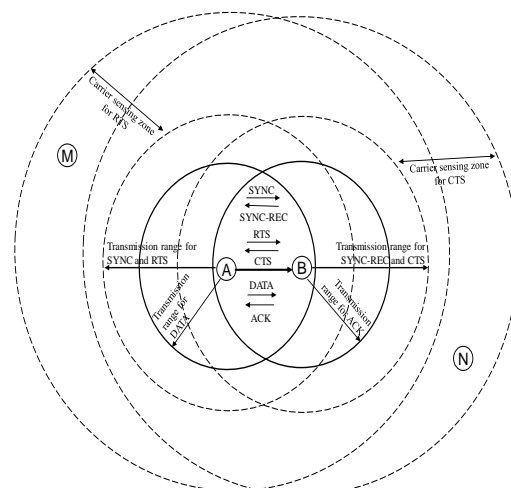 Carrier sensing zone
for RTS
M
Carrier sensing zone
for CTS
SYNC
SYNC-REC
RTS
CTS
Transmission range for
SYNC and RTS
Transmission range for
SYNC-REC and CTS
A
B
DATA
ACK
Transmission
range for
DATA
Transmission
range for ACK
N